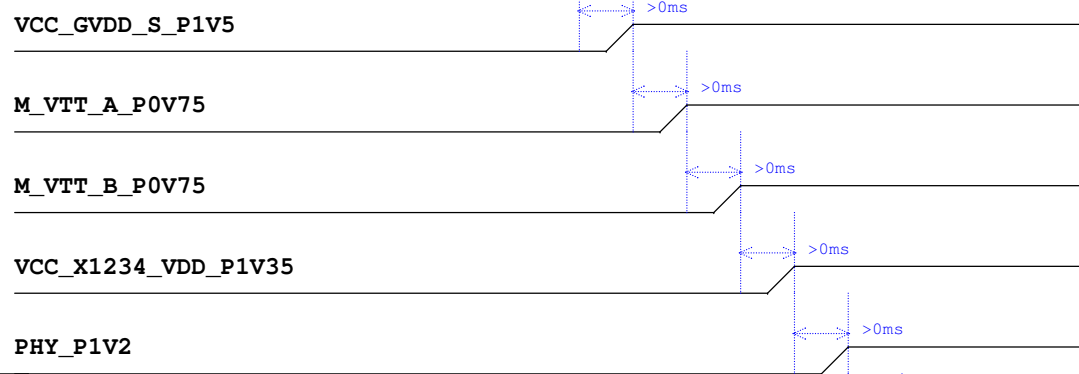 >0ms
VCC_GVDD_S_P1V5
>0ms
M_VTT_A_P0V75
>0ms
M_VTT_B_P0V75
>0ms
VCC_X1234_VDD_P1V35
>0ms
PHY_P1V2